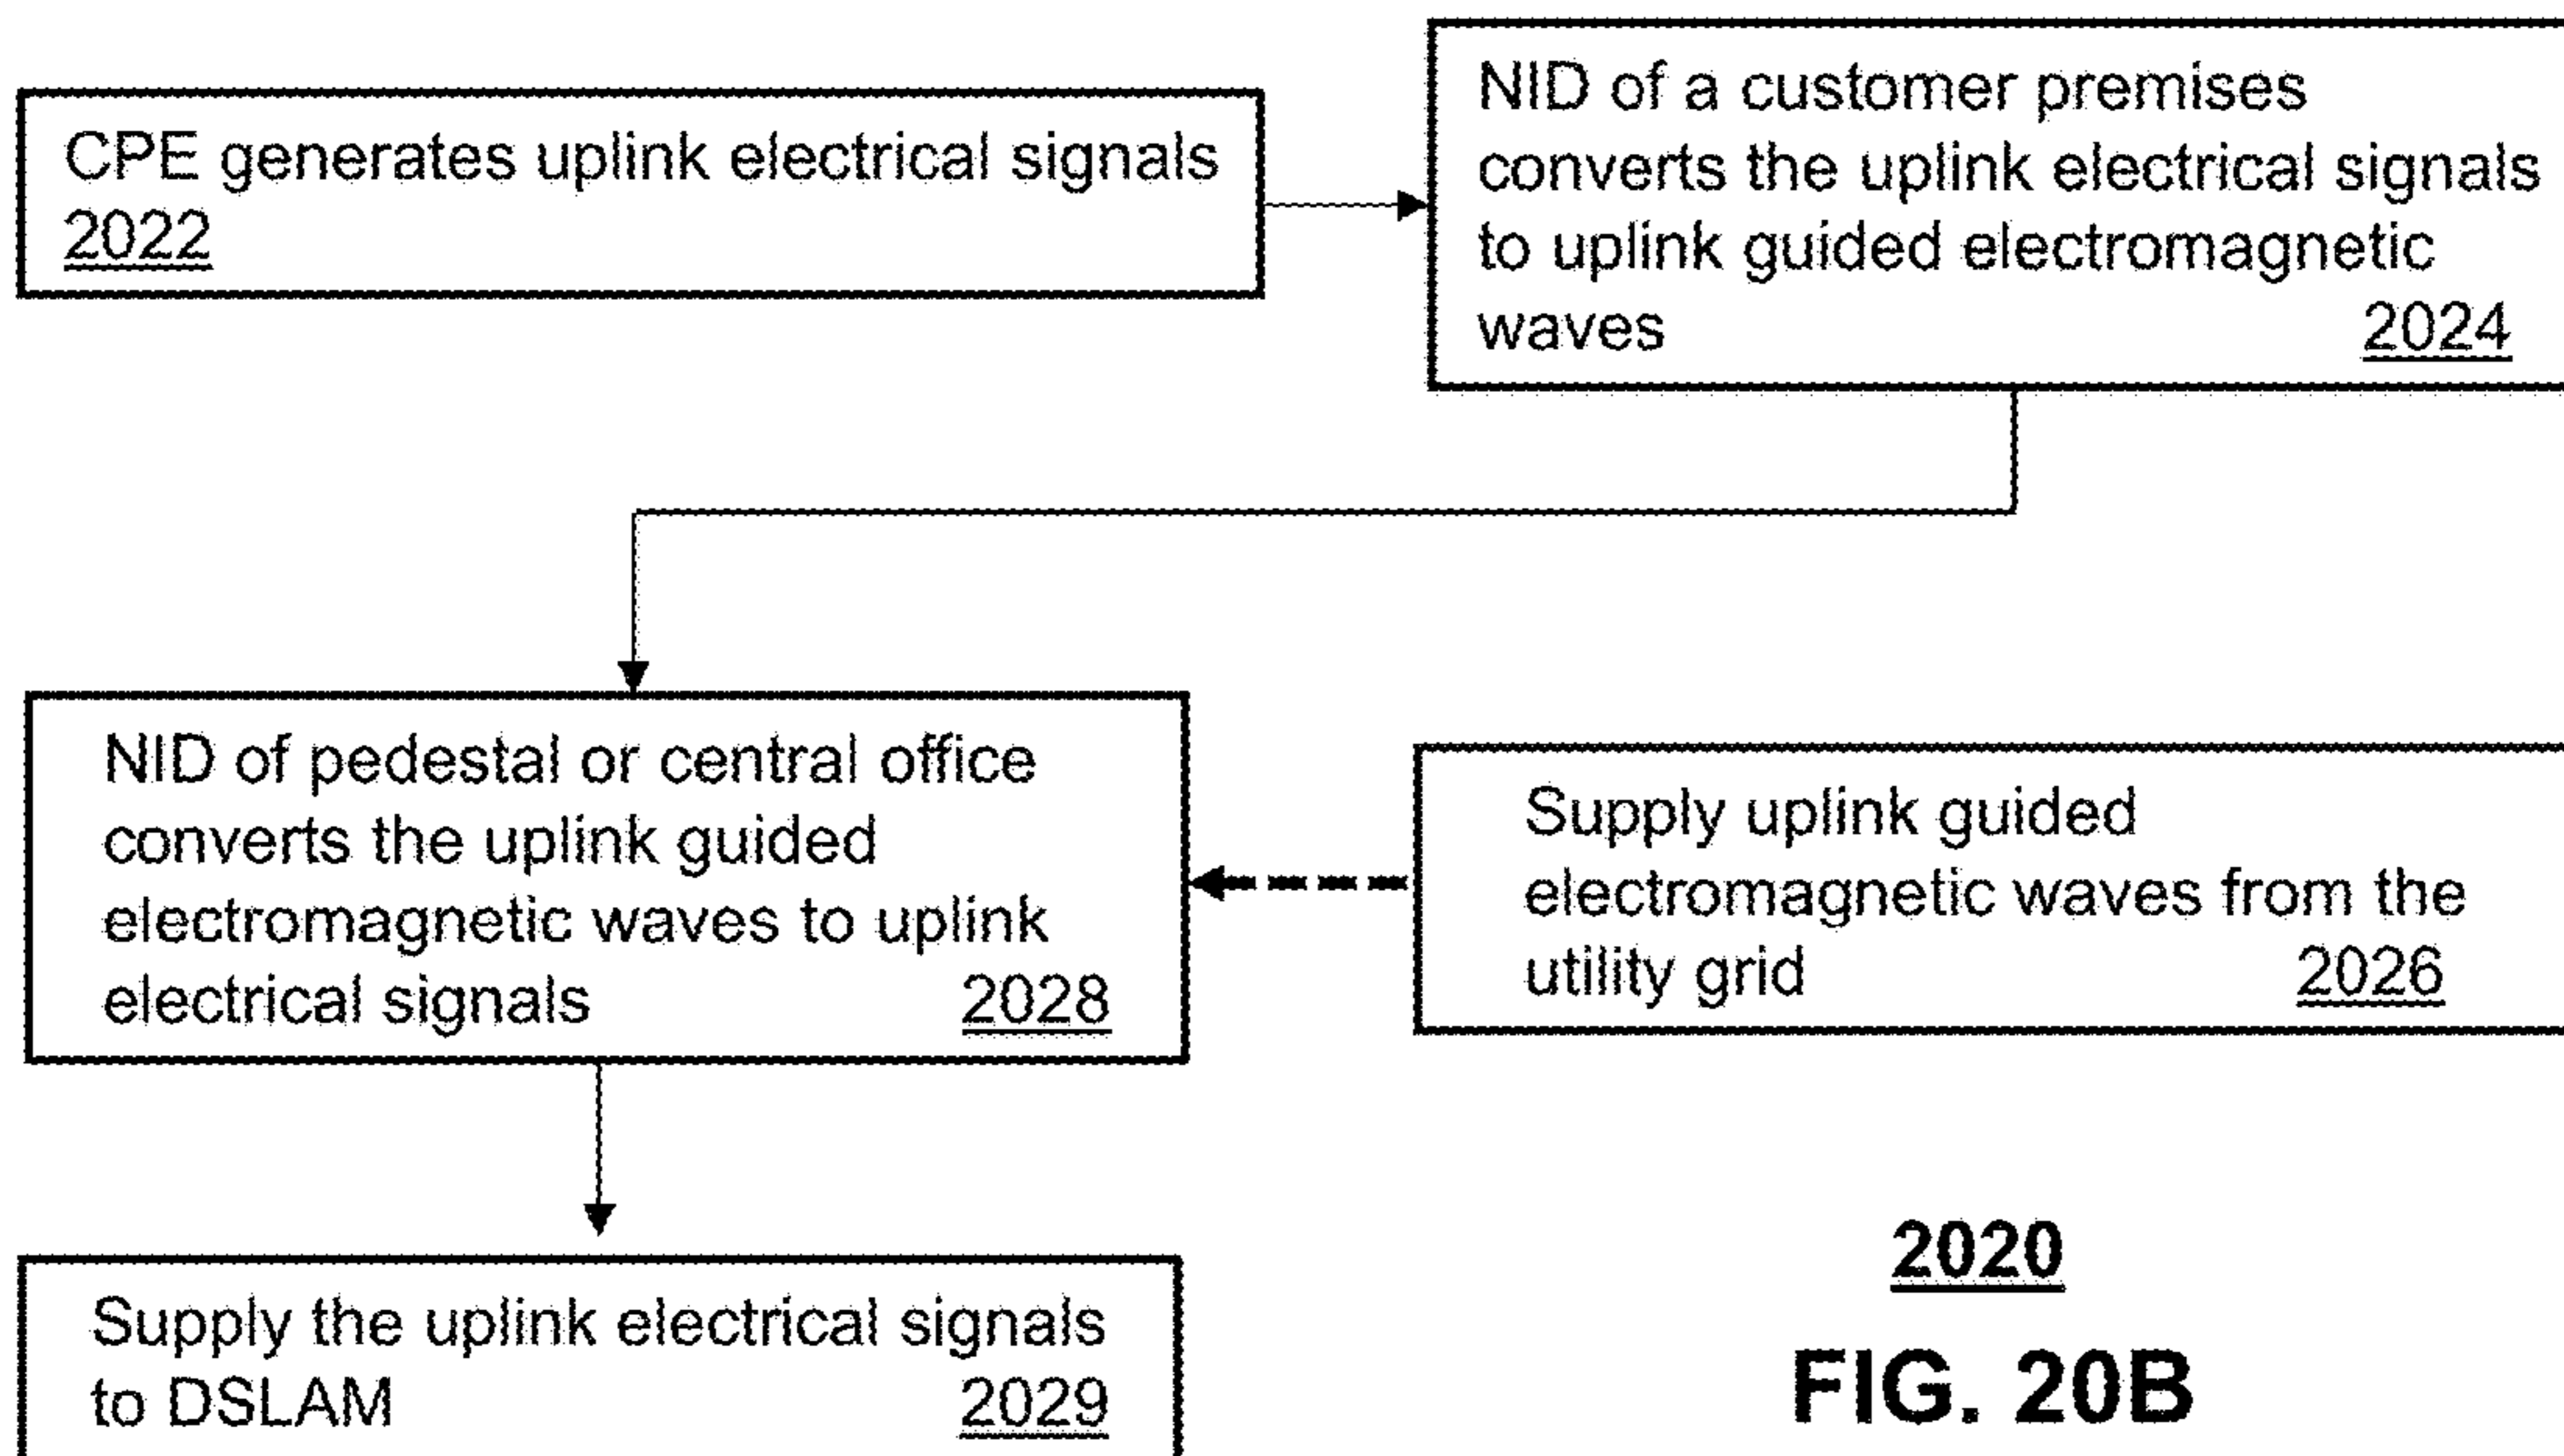 CPE generates uplink electrical signals
2022
NID of a customer premises
converts the uplink electrical signals
to uplink guided electromagnetic
waves 2024
NID of pedestal or central office
converts the uplink guided
electromagnetic waves to uplink
electrical signals 2028
Supply uplink guided
electromagnetic waves from the
utility grid 2026
Supply the uplink electrical signals
to DSLAM 2029
2020
FIG. 20B